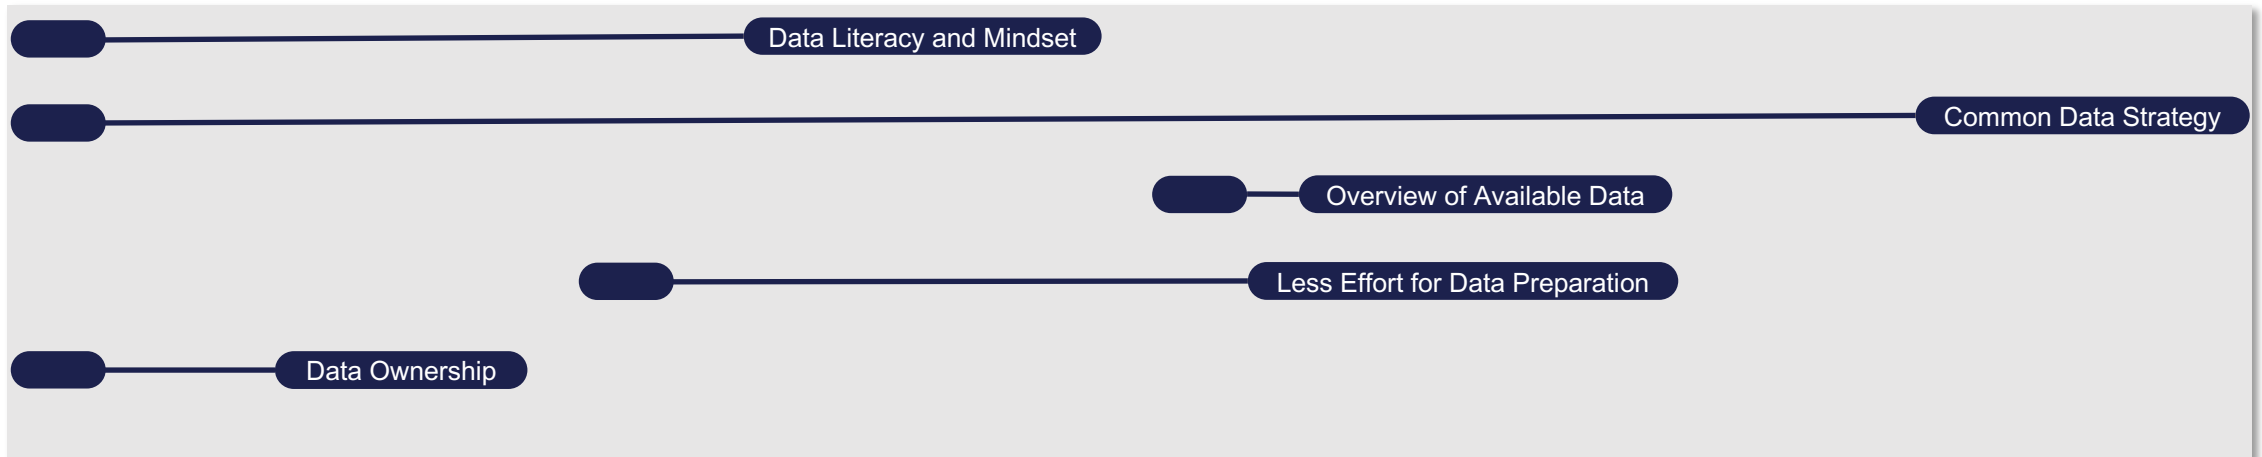 Data Literacy and Mindset
Common Data Strategy
Overview of Available Data
Less Effort for Data Preparation
Data Ownership